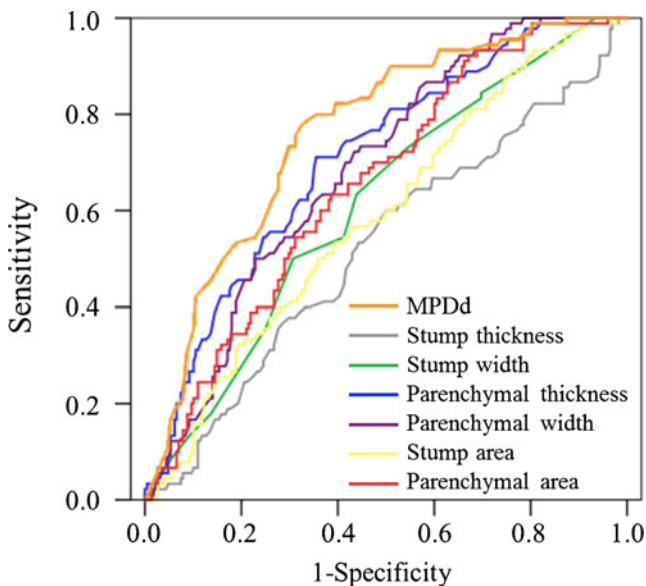 1.0
0.8
0.6
0.4
0.2
0.0
Sensitivity
MPDd
Stump thickness
Stump width
Parenchymal thickness
Parenchymal width
Stump area
Parenchymal area
0.0 0.2 0.4 0.6 0.8 1.0
1-Specificity